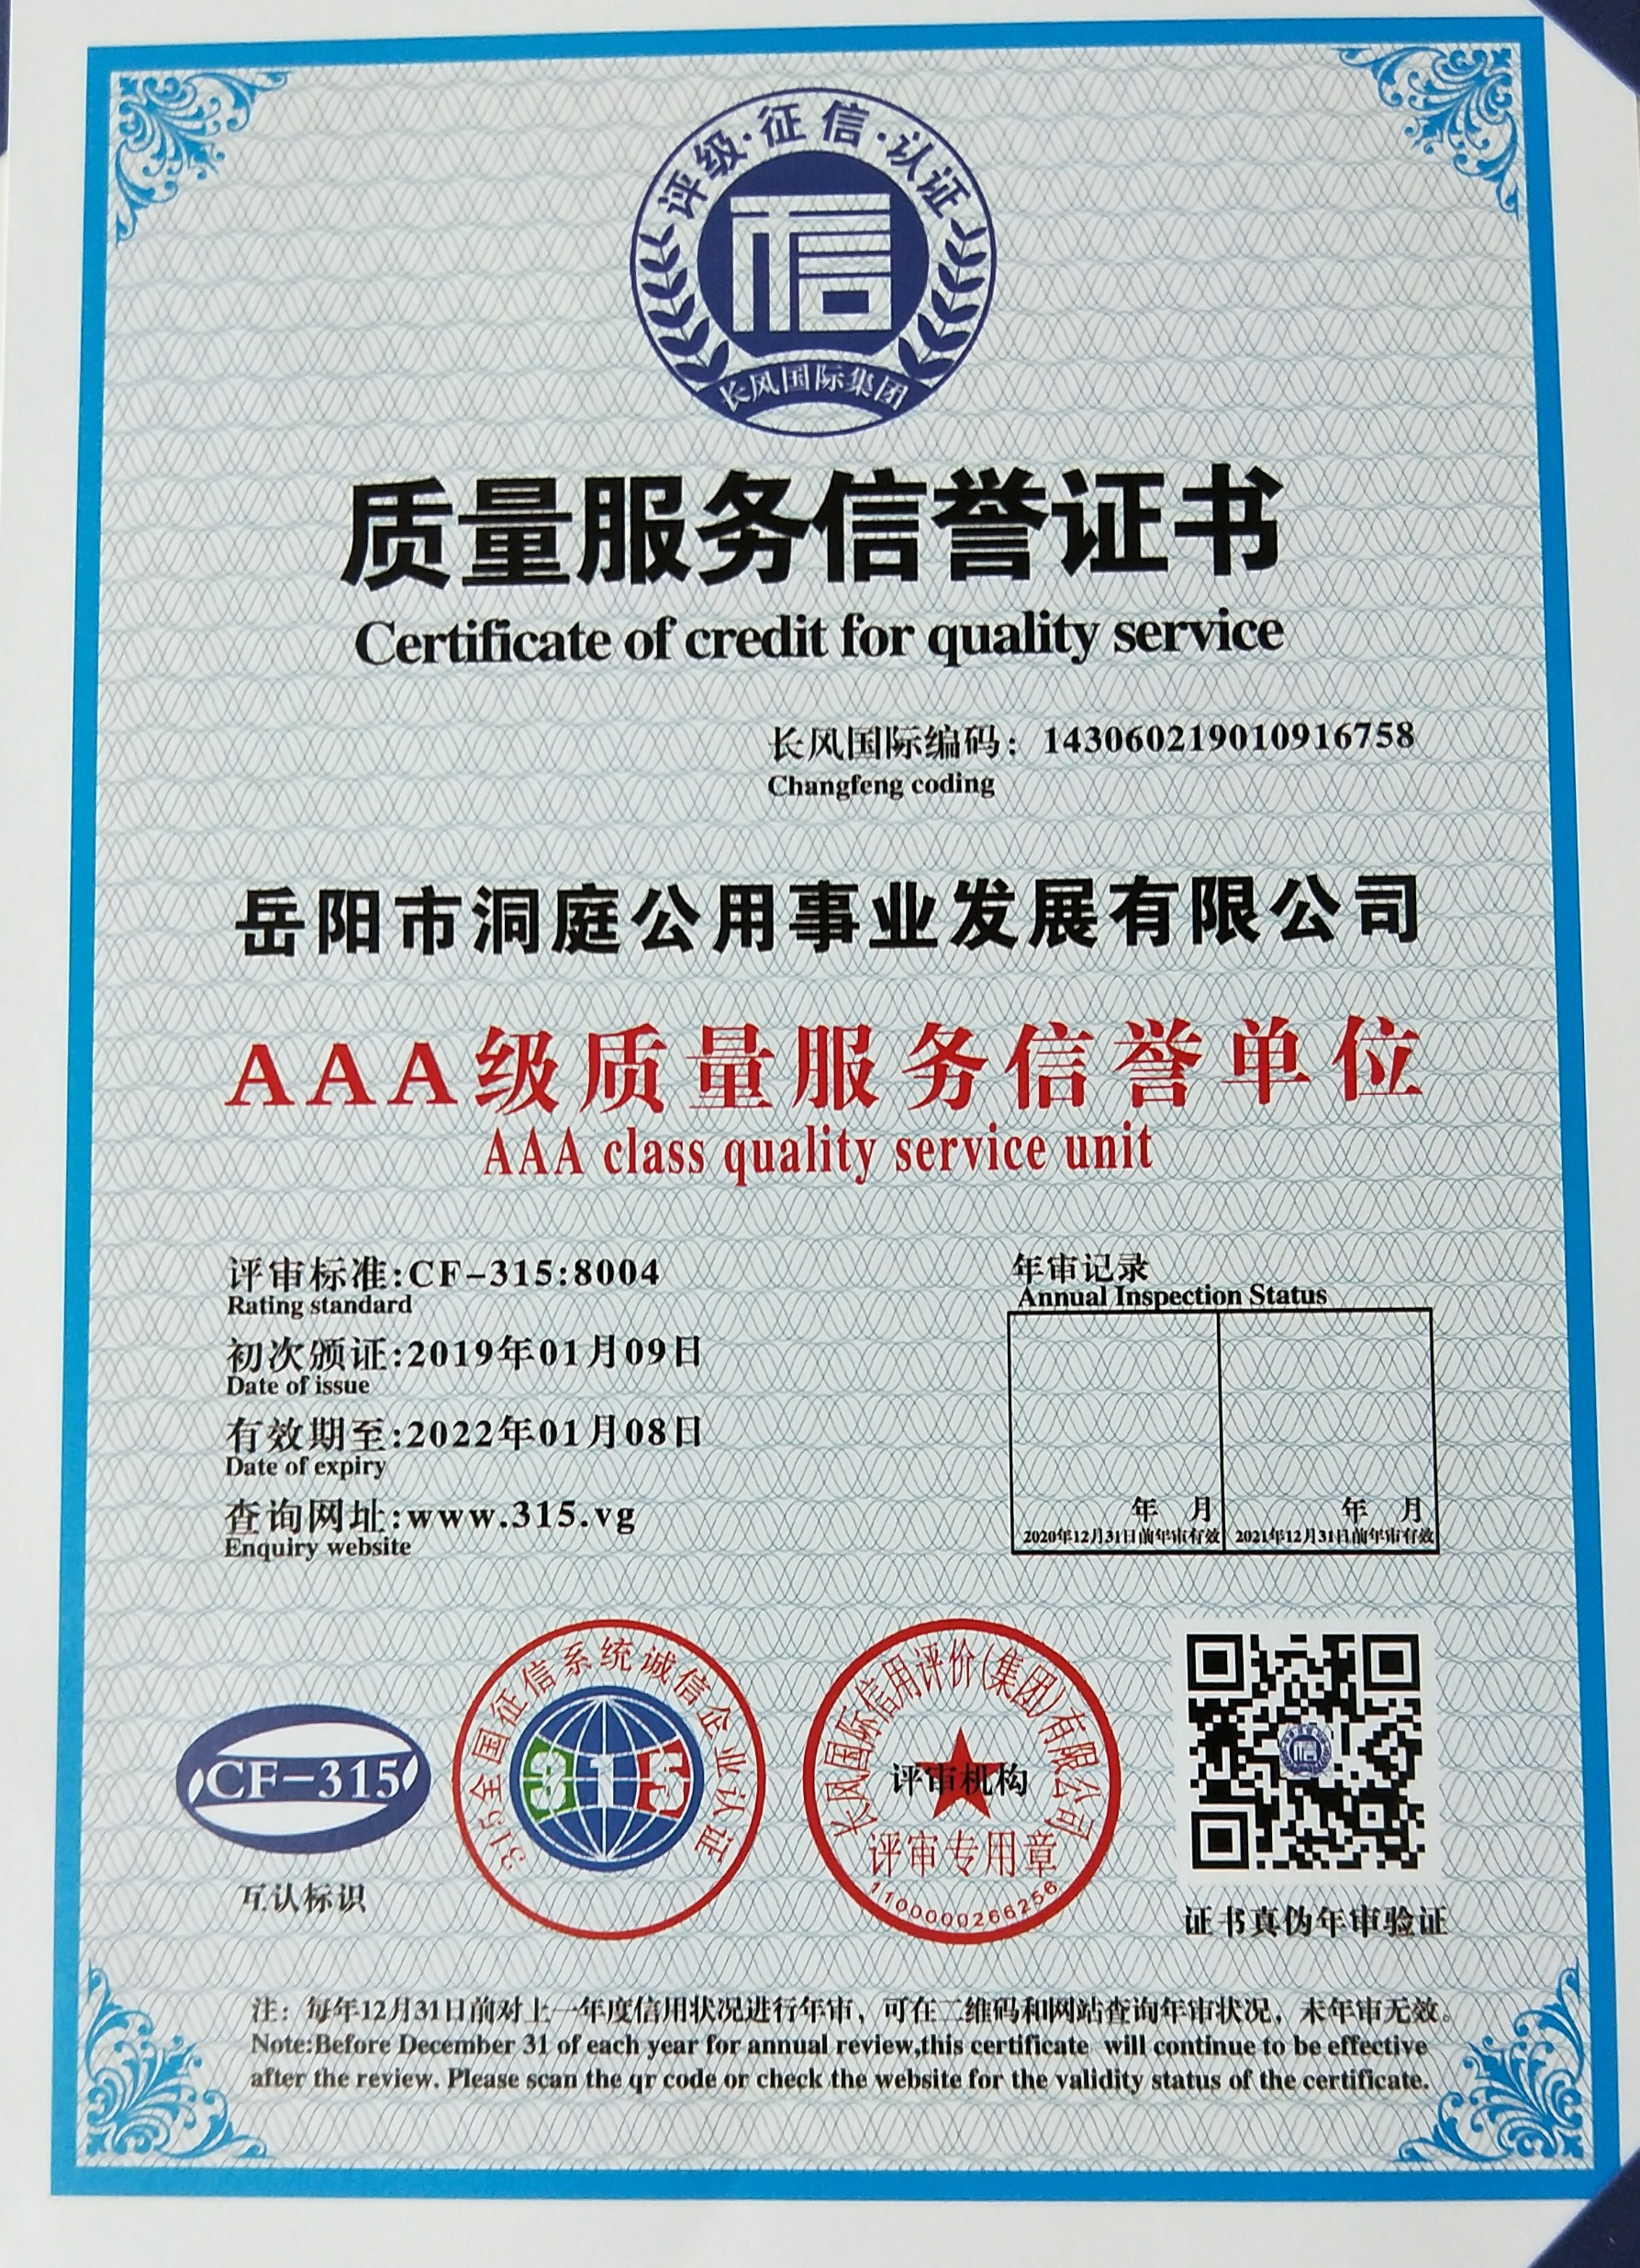 评级·征信·认证
信
长风国际集团
质量服务信誉证书
Certificate of credit for quality service
长风国际编码：143060219010916758
Changfeng coding
岳阳市洞庭公用事业发展有限公司
AAA级质量服务信誉单位
AAA class quality service unit
评审标准:CF-315:8004
Rating standard
初次颁证:2019年01月09日
Date of issue
有效期至:2022年01月08日
Date of expiry
查询网址:www.315.vg
Enquiry website
年审记录
Annual Inspection Status
年 月
2020年12月31日前年审有效
年 月
2021年12月31日前年审有效
CF-315
互认标识
315全国征信系统诚信企业认证
315
长风国际信用评价(集团)有限公司
评审机构
评审专用章
1100000266256
证书真伪年审验证
注：每年12月31日前对上一年度信用状况进行年审，可在二维码和网站查询年审状况，未年审无效。
Note:Before December 31 of each year for annual review,this certificate will continue to be effective
after the review. Please scan the qr code or check the website for the validity status of the certificate.